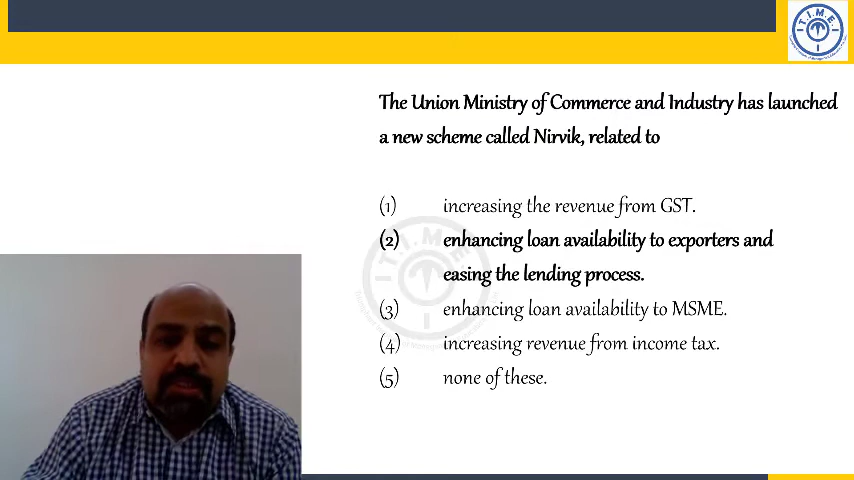 T.I.M.E.
The Union Ministry of Commerce and Industry has launched
a new scheme called Nirvik, related to
(1) increasing the revenue from GST.
(2) enhancing loan availability to exporters and
easing the lending process.
(3) enhancing loan availability to MSME.
(4) increasing revenue from income tax.
(5) none of these.